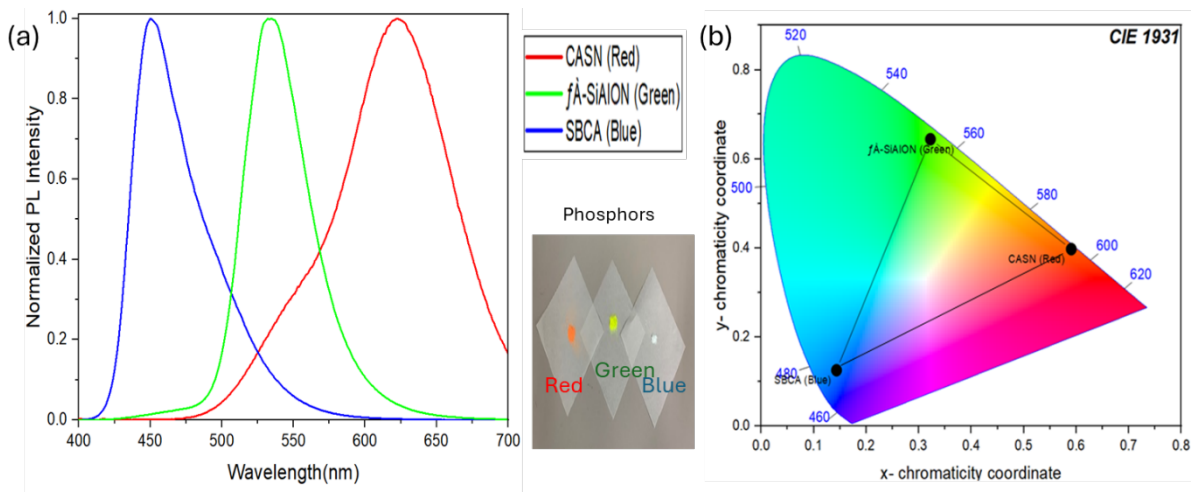 (a)
1.0
0.8
0.6
0.4
0.2
0.0
Normalized PL Intensity
400
450
500
550
600
650
700
Wavelength(nm)
CASN (Red)
ƒÀ-SiAlON (Green)
SBCA (Blue)
Phosphors
Red
Green
Blue
(b)
CIE 1931
0.8
0.6
0.4
0.2
0.0
y- chromaticity coordinate
0.0
0.1
0.2
0.3
0.4
0.5
0.6
0.7
0.8
x- chromaticity coordinate
520
540
560
500
580
600
620
480
460
ƒÀ-SiAlON (Green)
CASN (Red)
SBCA (Blue)